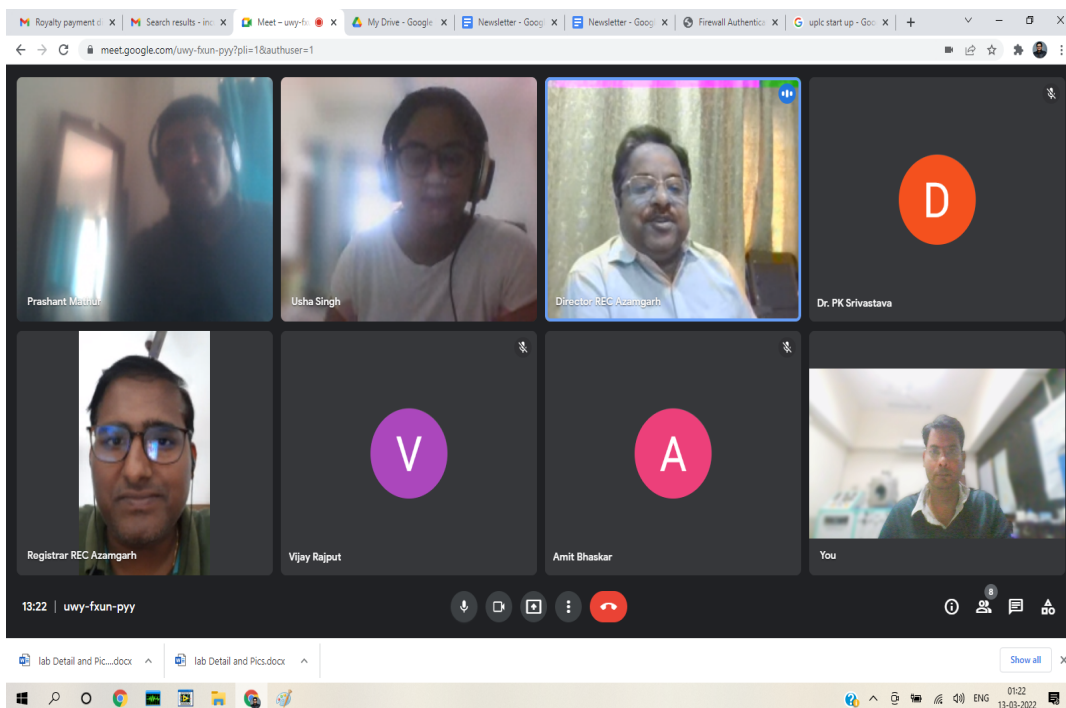 Royalty payment d
Search results - inc
Meet – uwy-fx
My Drive - Google
Newsletter - Goog
Newsletter - Goog
Firewall Authentica
uplc start up - Goo
meet.google.com/uwy-fxun-pyy?pli=1&authuser=1
Prashant Mathur
Usha Singh
Director REC Azamgarh
D
Dr. PK Srivastava
Registrar REC Azamgarh
V
Vijay Rajput
A
Amit Bhaskar
You
13:22 | uwy-fxun-pyy
8
lab Detail and Pic....docx
lab Detail and Pics.docx
Show all
ENG
01:22
13-03-2022